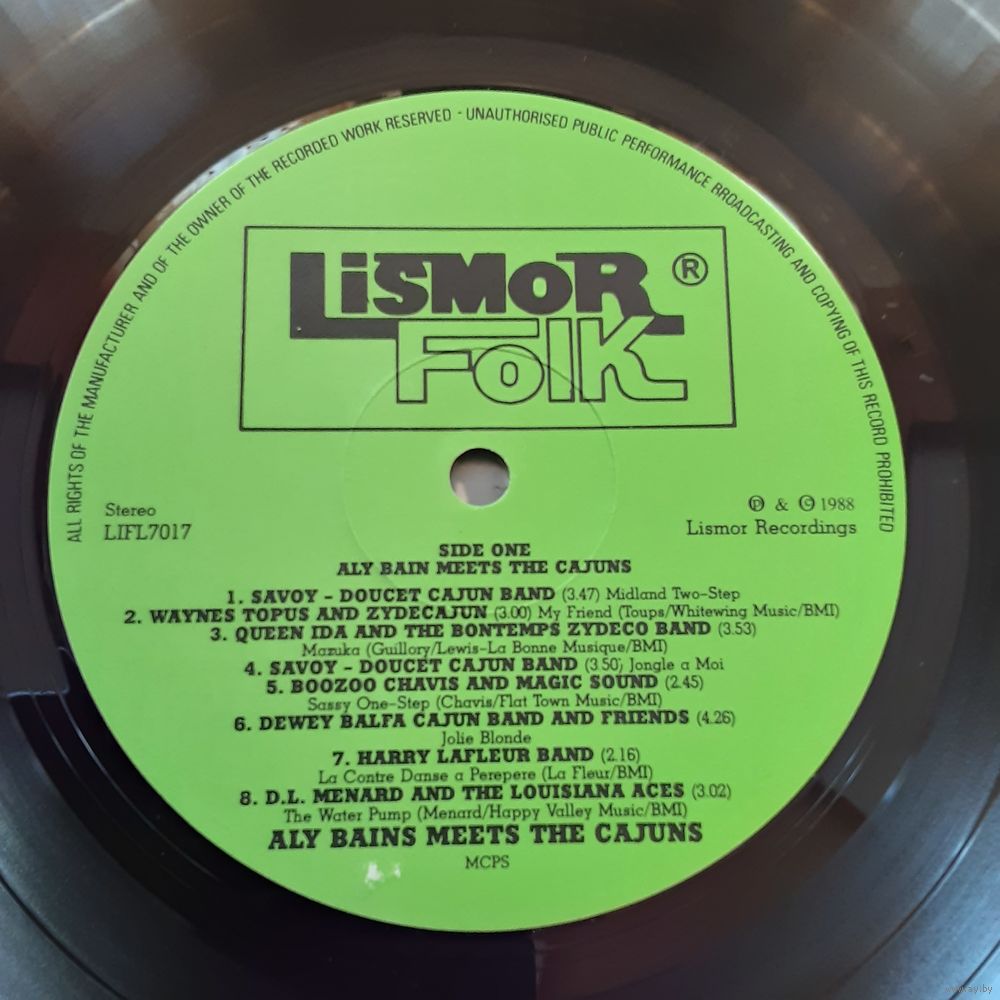 ALL RIGHTS OF THE MANUFACTURER AND OF THE OWNER OF THE RECORDED WORK RESERVED - UNAUTHORISED PUBLIC PERFORMANCE BROADCASTING AND COPYING OF THIS RECORD PROHIBITED
LiSMoR ®
FolK
Stereo
LIFL7017
℗ & © 1988
Lismor Recordings
SIDE ONE
ALY BAIN MEETS THE CAJUNS
1. SAVOY - DOUCET CAJUN BAND (3.47) Midland Two-Step
2. WAYNES TOPUS AND ZYDECAJUN (3.00) My Friend (Toups/Whitewing Music/BMI)
3. QUEEN IDA AND THE BONTEMPS ZYDECO BAND (3.53)
Mazuka (Guillory/Lewis-La Bonne Musique/BMI)
4. SAVOY - DOUCET CAJUN BAND (3.50) Jongle a Moi
5. BOOZOO CHAVIS AND MAGIC SOUND (2.45)
Sassy One-Step (Chavis/Flat Town Music/BMI)
6. DEWEY BALFA CAJUN BAND AND FRIENDS (4.26)
Jolie Blonde
7. HARRY LAFLEUR BAND (2.16)
La Contre Danse a Perepere (La Fleur/BMI)
8. D.L. MENARD AND THE LOUISIANA ACES (3.02)
The Water Pump (Menard/Happy Valley Music/BMI)
ALY BAINS MEETS THE CAJUNS
MCPS